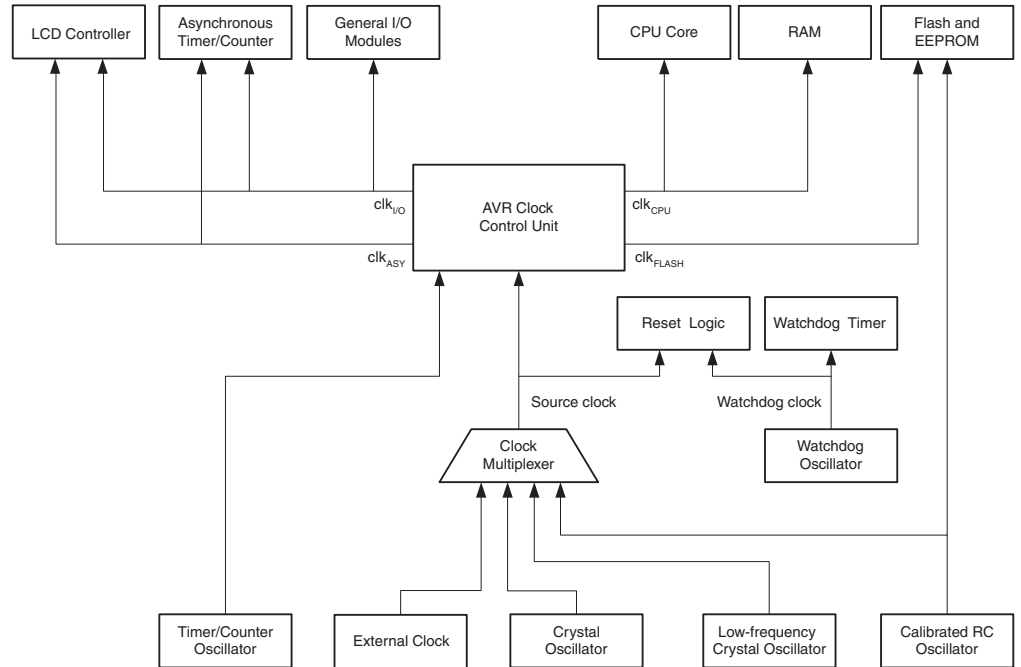 LCD Controller
Asynchronous
Timer/Counter
General I/O
Modules
CPU Core
RAM
Flash and
EEPROM
clkI/O
AVR Clock
Control Unit
clkCPU
clkASY
clkFLASH
Reset Logic
Watchdog Timer
Source clock
Watchdog clock
Clock
Multiplexer
Watchdog
Oscillator
Timer/Counter
Oscillator
External Clock
Crystal
Oscillator
Low-frequency
Crystal Oscillator
Calibrated RC
Oscillator